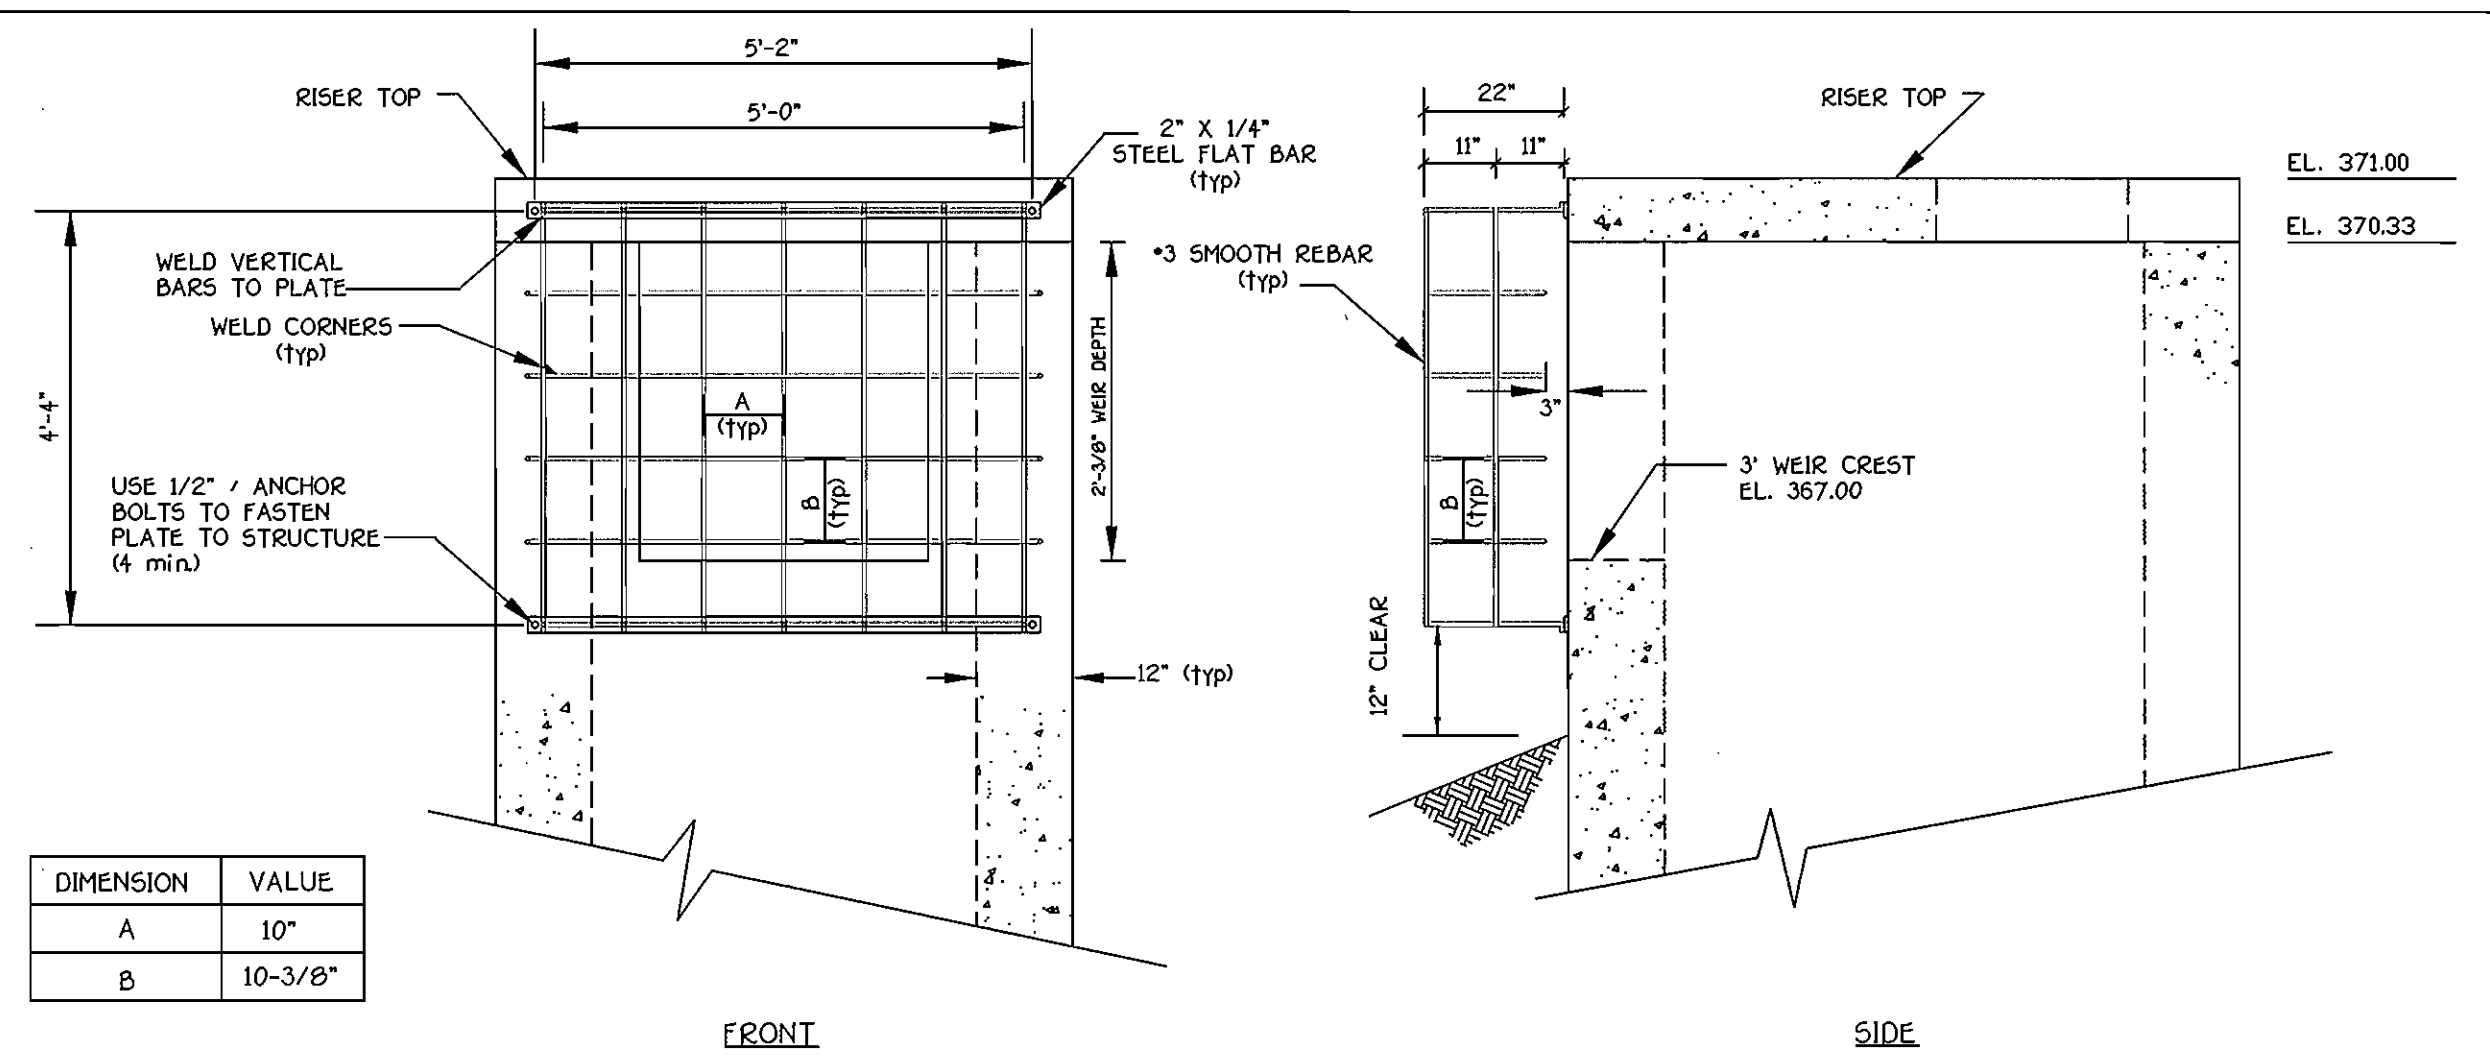 5'-2"
5'-0"
RISER TOP
2" X 1/4"
STEEL FLAT BAR
(typ)
WELD VERTICAL
BARS TO PLATE
WELD CORNERS
(typ)
4'-4"
A
(typ)
B
(typ)
2'-3/8" WEIR DEPTH
USE 1/2" / ANCHOR
BOLTS TO FASTEN
PLATE TO STRUCTURE
(4 min.)
12" (typ)
DIMENSION VALUE
A 10"
B 10-3/8"
FRONT
22"
11" 11"
RISER TOP
EL. 371.00
EL. 370.33
•3 SMOOTH REBAR
(typ)
3"
B
(typ)
3' WEIR CREST
EL. 367.00
12" CLEAR
SIDE